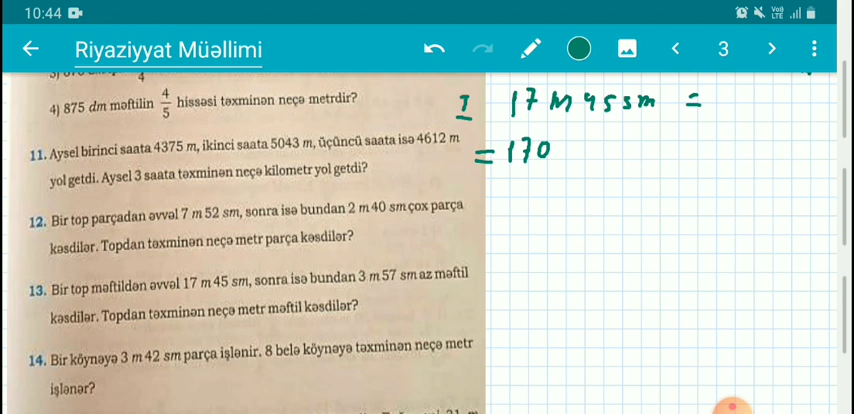 10:44
Vo)) LTE
Riyaziyyat Müəllimi
3
4
4) 875 dm məftilin 4/5 hissəsi təxminən neçə metrdir?
11. Aysel birinci saata 4375 m, ikinci saata 5043 m, üçüncü saata isə 4612 m
yol getdi. Aysel 3 saata təxminən neçə kilometr yol getdi?
12. Bir top parçadan əvvəl 7 m 52 sm, sonra isə bundan 2 m 40 sm çox parça
kəsdilər. Topdan təxminən neçə metr parça kəsdilər?
13. Bir top məftildən əvvəl 17 m 45 sm, sonra isə bundan 3 m 57 sm az məftil
kəsdilər. Topdan təxminən neçə metr məftil kəsdilər?
14. Bir köynəyə 3 m 42 sm parça işlənir. 8 belə köynəyə təxminən neçə metr
işlənər?
I 17 m 45 sm =
= 170